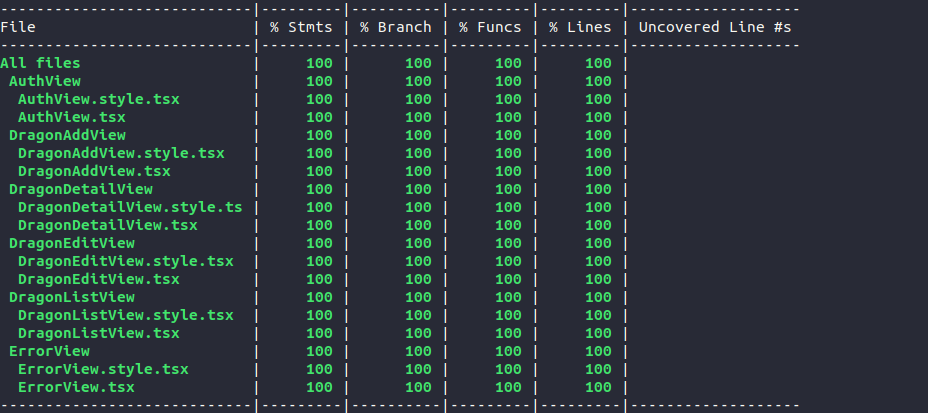 ----------------------------|---------|----------|---------|---------|-------------------
File                        | % Stmts | % Branch | % Funcs | % Lines | Uncovered Line #s
----------------------------|---------|----------|---------|---------|-------------------
All files                   |     100 |      100 |     100 |     100 |
 AuthView                   |     100 |      100 |     100 |     100 |
  AuthView.style.tsx        |     100 |      100 |     100 |     100 |
  AuthView.tsx              |     100 |      100 |     100 |     100 |
 DragonAddView              |     100 |      100 |     100 |     100 |
  DragonAddView.style.tsx   |     100 |      100 |     100 |     100 |
  DragonAddView.tsx         |     100 |      100 |     100 |     100 |
 DragonDetailView           |     100 |      100 |     100 |     100 |
  DragonDetailView.style.ts |     100 |      100 |     100 |     100 |
  DragonDetailView.tsx      |     100 |      100 |     100 |     100 |
 DragonEditView             |     100 |      100 |     100 |     100 |
  DragonEditView.style.tsx  |     100 |      100 |     100 |     100 |
  DragonEditView.tsx        |     100 |      100 |     100 |     100 |
 DragonListView             |     100 |      100 |     100 |     100 |
  DragonListView.style.tsx  |     100 |      100 |     100 |     100 |
  DragonListView.tsx        |     100 |      100 |     100 |     100 |
 ErrorView                  |     100 |      100 |     100 |     100 |
  ErrorView.style.tsx       |     100 |      100 |     100 |     100 |
  ErrorView.tsx             |     100 |      100 |     100 |     100 |
----------------------------|---------|----------|---------|---------|-------------------